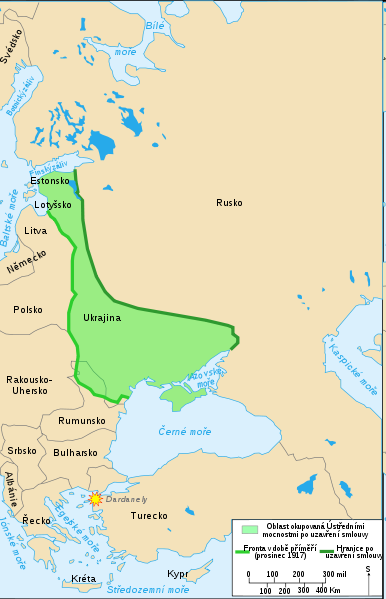 Bílé
moře
Švédsko
Botnický záliv
Finský záliv
Estonsko
Lotyšsko
Rusko
Baltské moře
Litva
Německo
Polsko
Ukrajina
Kaspické moře
Azovské
moře
Rakousko-
Uhersko
Rumunsko
Černé moře
Srbsko
Bulharsko
Albánie
Dardanely
Řecko
Egejské moře
Turecko
Jónské moře
Kréta
Kypr
Středozemní moře
Oblast okupovaná Ústředními
mocnostmi po uzavření smlouvy
Fronta v době příměří
(prosinec 1917)
Hranice po
uzavření smlouvy
0 100 200 300 mil
0 100 200 300 400 Km
S